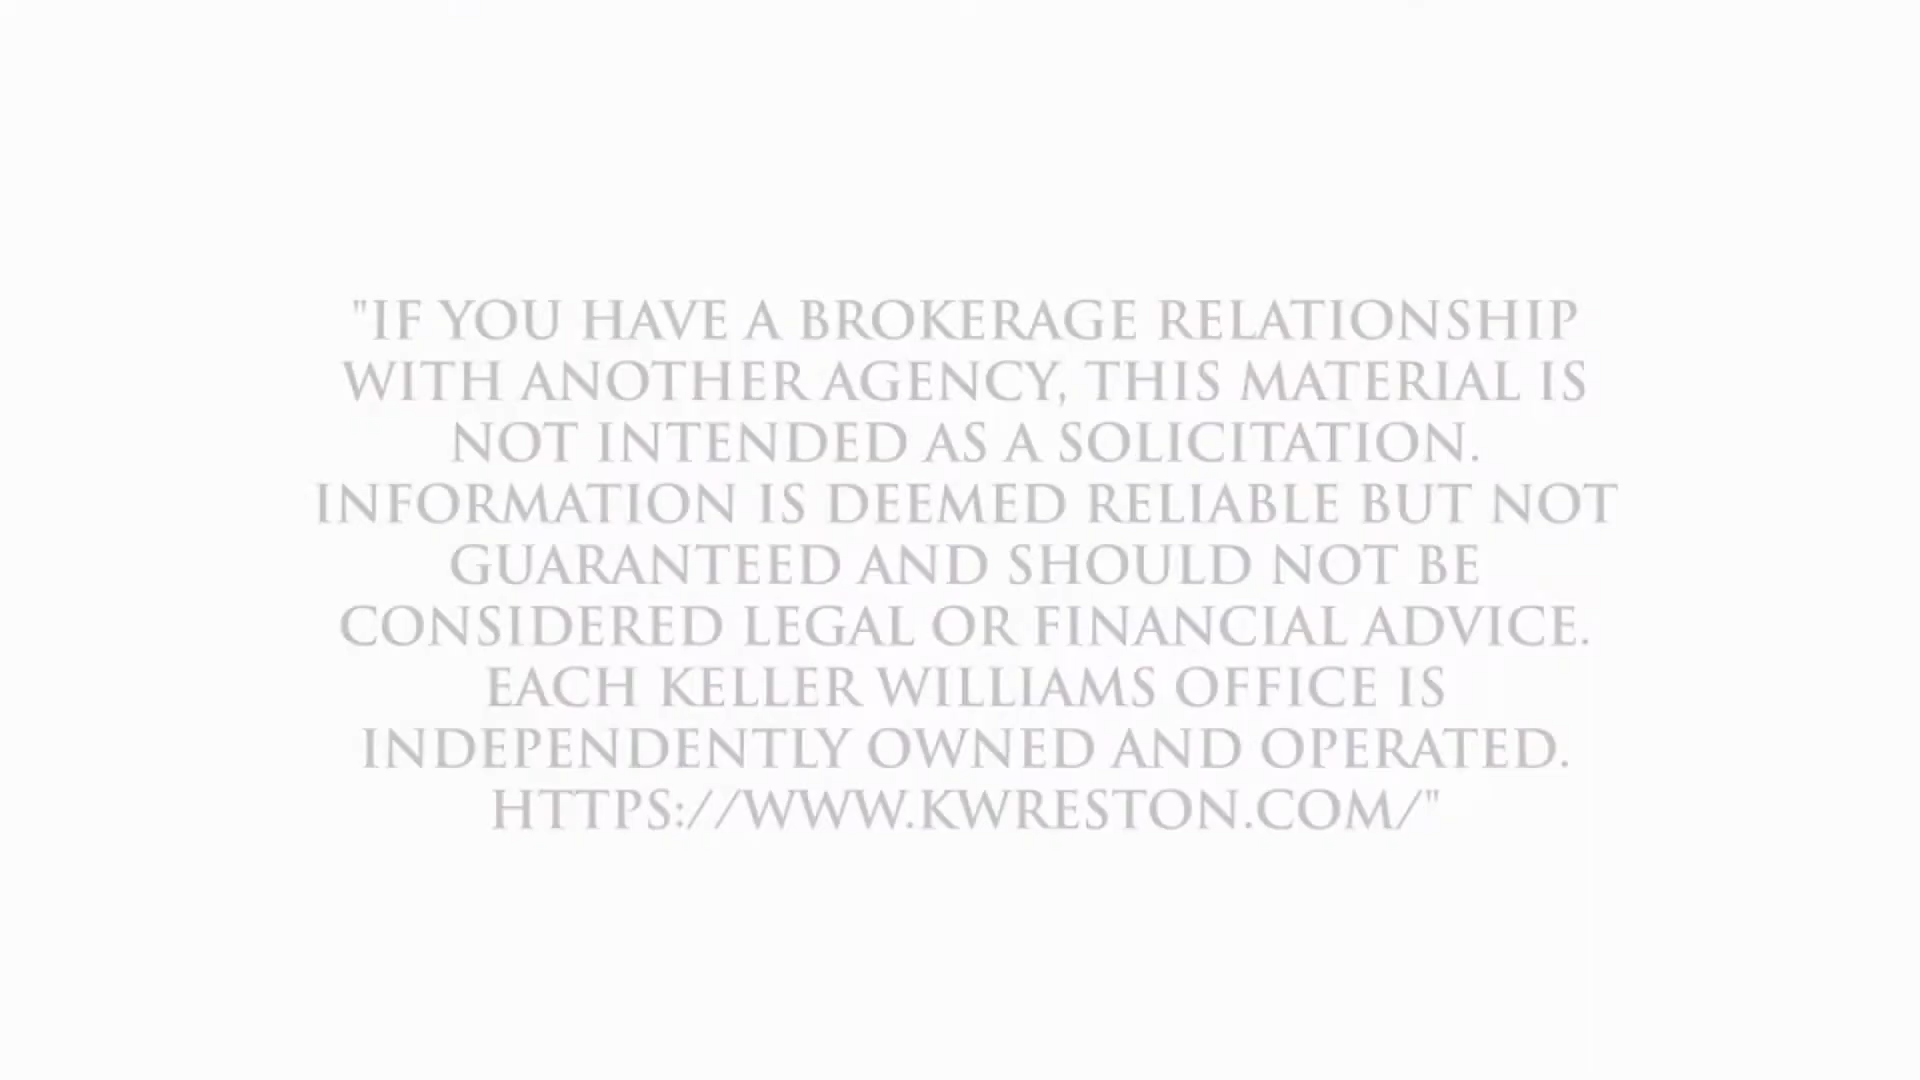 "IF YOU HAVE A BROKERAGE RELATIONSHIP
WITH ANOTHER AGENCY, THIS MATERIAL IS
NOT INTENDED AS A SOLICITATION.
INFORMATION IS DEEMED RELIABLE BUT NOT
GUARANTEED AND SHOULD NOT BE
CONSIDERED LEGAL OR FINANCIAL ADVICE.
EACH KELLER WILLIAMS OFFICE IS
INDEPENDENTLY OWNED AND OPERATED.
HTTPS://WWW.KWRESTON.COM/"